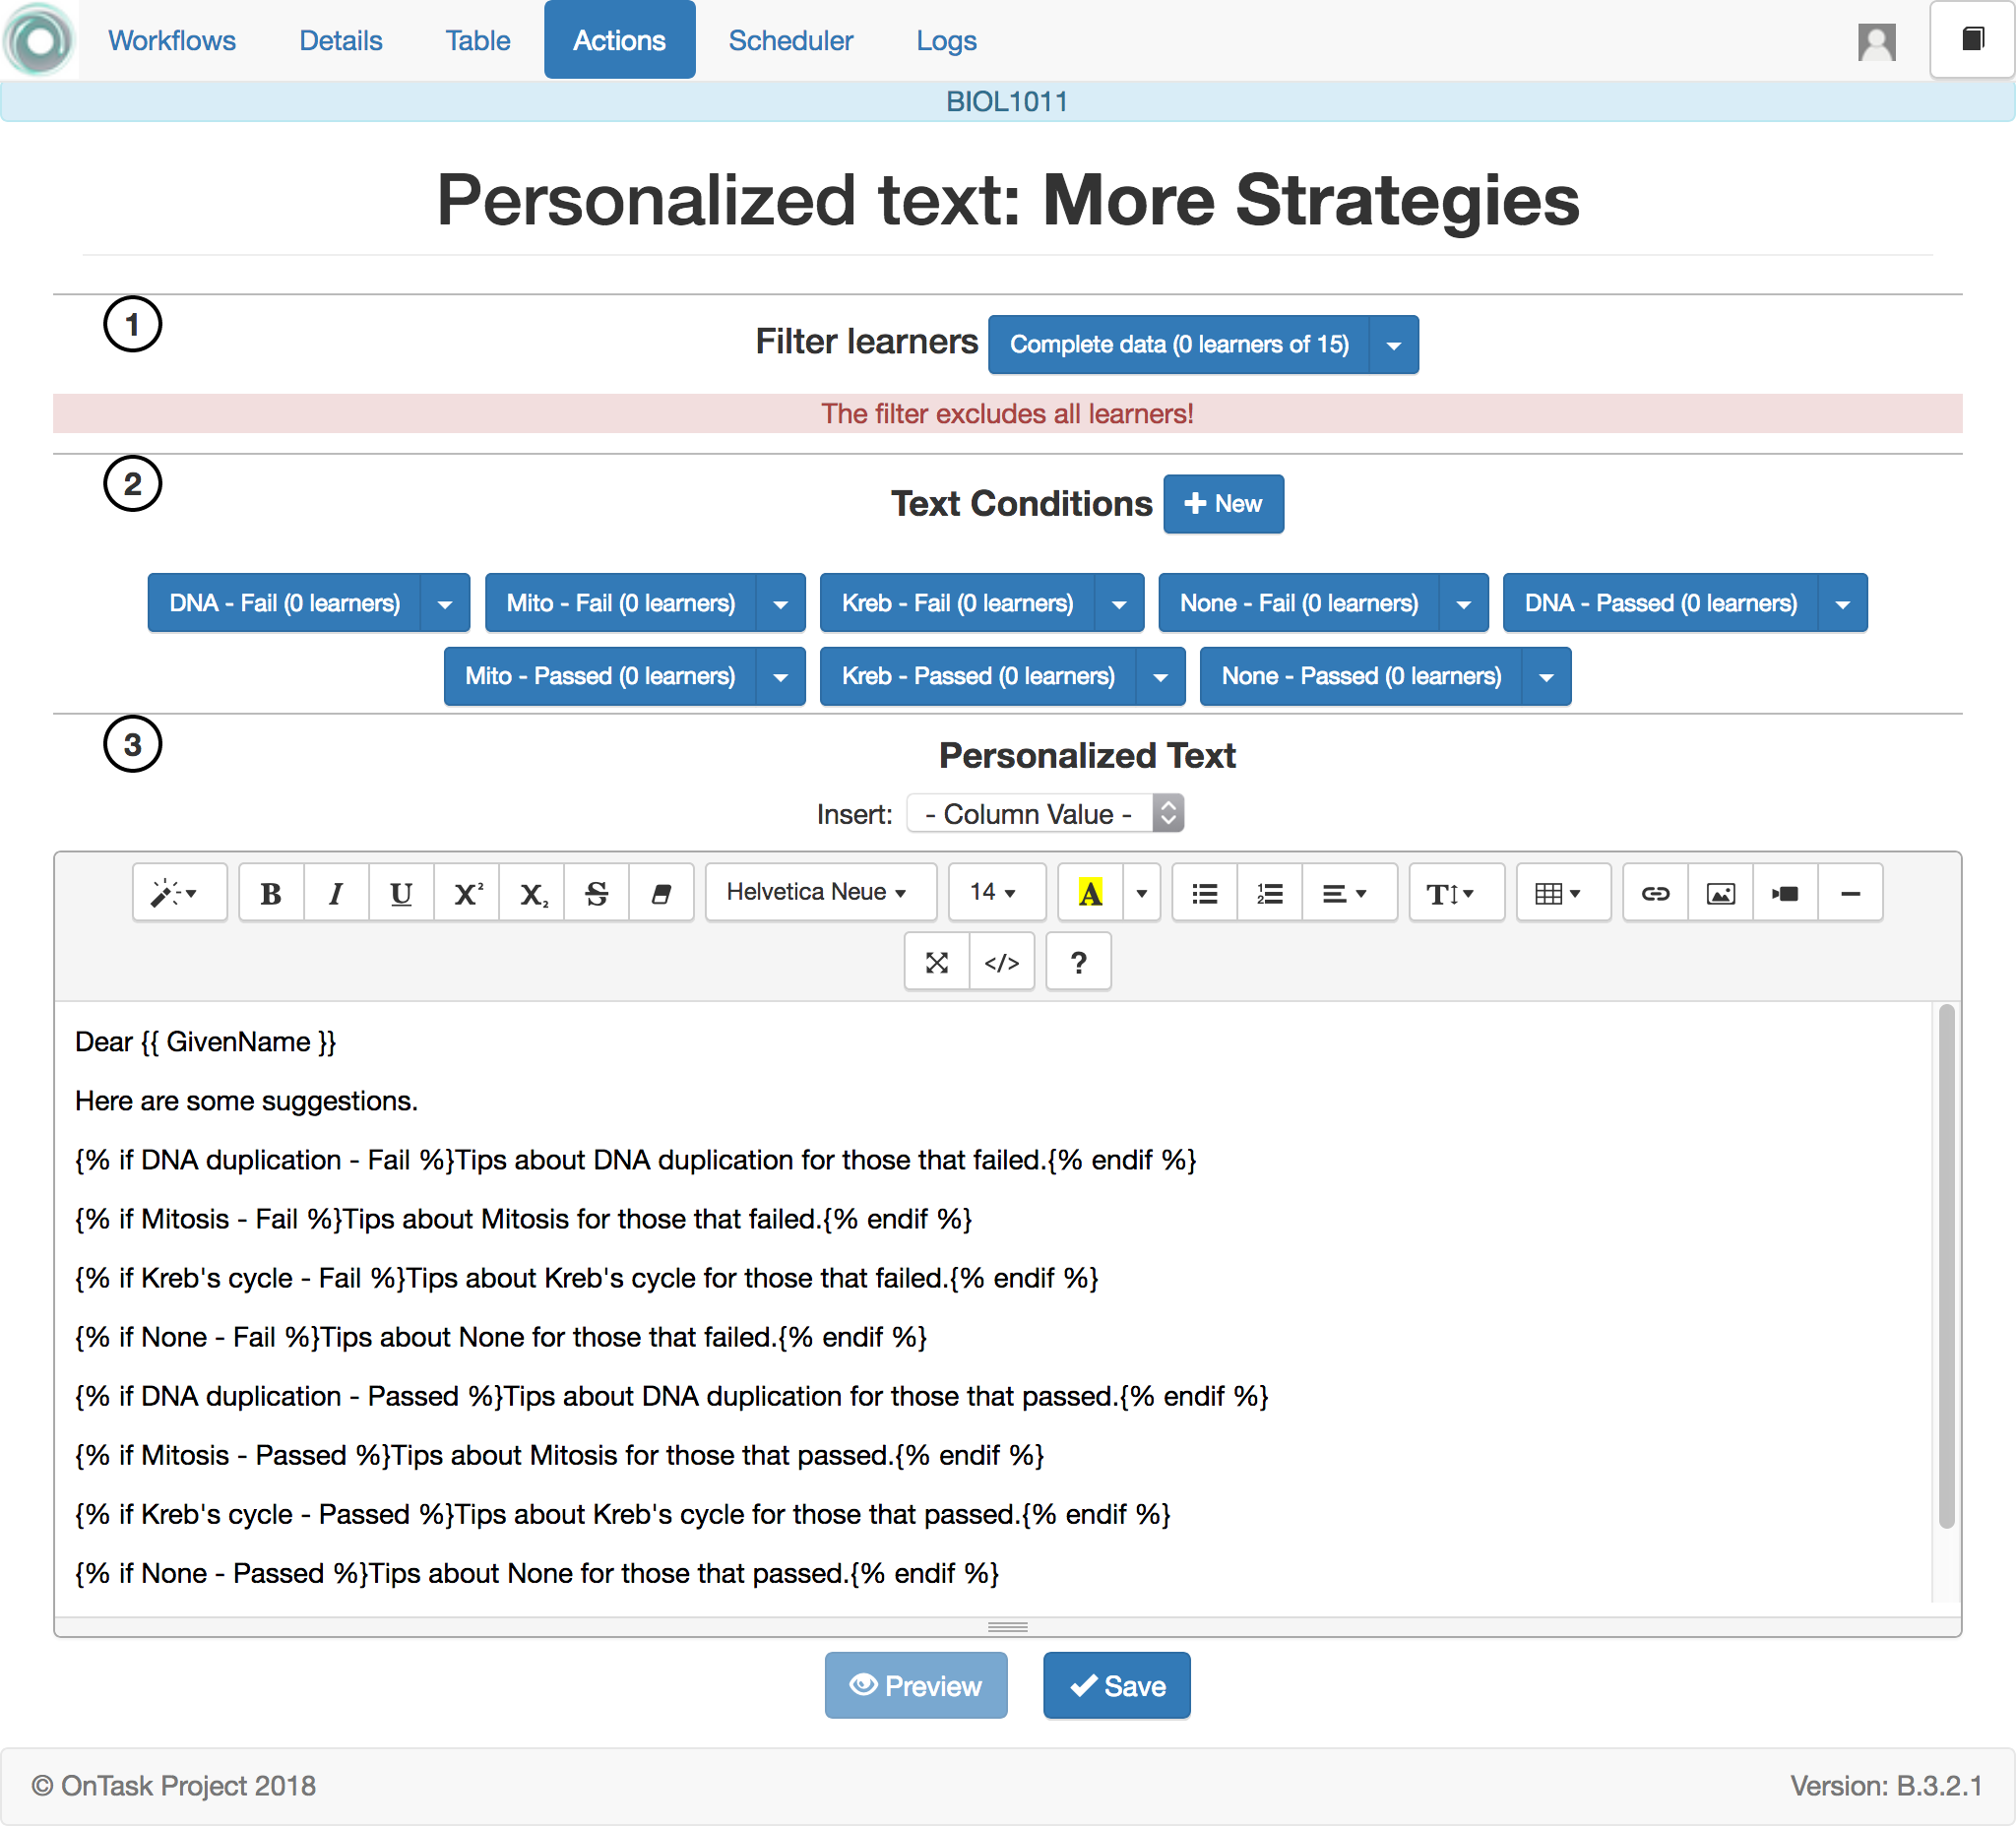 Workflows Details Table Actions Scheduler Logs
BIOL1011
Personalized text: More Strategies
1
Filter learners Complete data (0 learners of 15)
The filter excludes all learners!
2
Text Conditions New
DNA - Fail (0 learners) Mito - Fail (0 learners) Kreb - Fail (0 learners) None - Fail (0 learners) DNA - Passed (0 learners)
Mito - Passed (0 learners) Kreb - Passed (0 learners) None - Passed (0 learners)
3
Personalized Text
Insert: - Column Value -
B I U X² X₂ S Helvetica Neue 14 A T
</> ?
Dear {{ GivenName }}
Here are some suggestions.
{% if DNA duplication - Fail %}Tips about DNA duplication for those that failed.{% endif %}
{% if Mitosis - Fail %}Tips about Mitosis for those that failed.{% endif %}
{% if Kreb's cycle - Fail %}Tips about Kreb's cycle for those that failed.{% endif %}
{% if None - Fail %}Tips about None for those that failed.{% endif %}
{% if DNA duplication - Passed %}Tips about DNA duplication for those that passed.{% endif %}
{% if Mitosis - Passed %}Tips about Mitosis for those that passed.{% endif %}
{% if Kreb's cycle - Passed %}Tips about Kreb's cycle for those that passed.{% endif %}
{% if None - Passed %}Tips about None for those that passed.{% endif %}
Preview Save
© OnTask Project 2018 Version: B.3.2.1